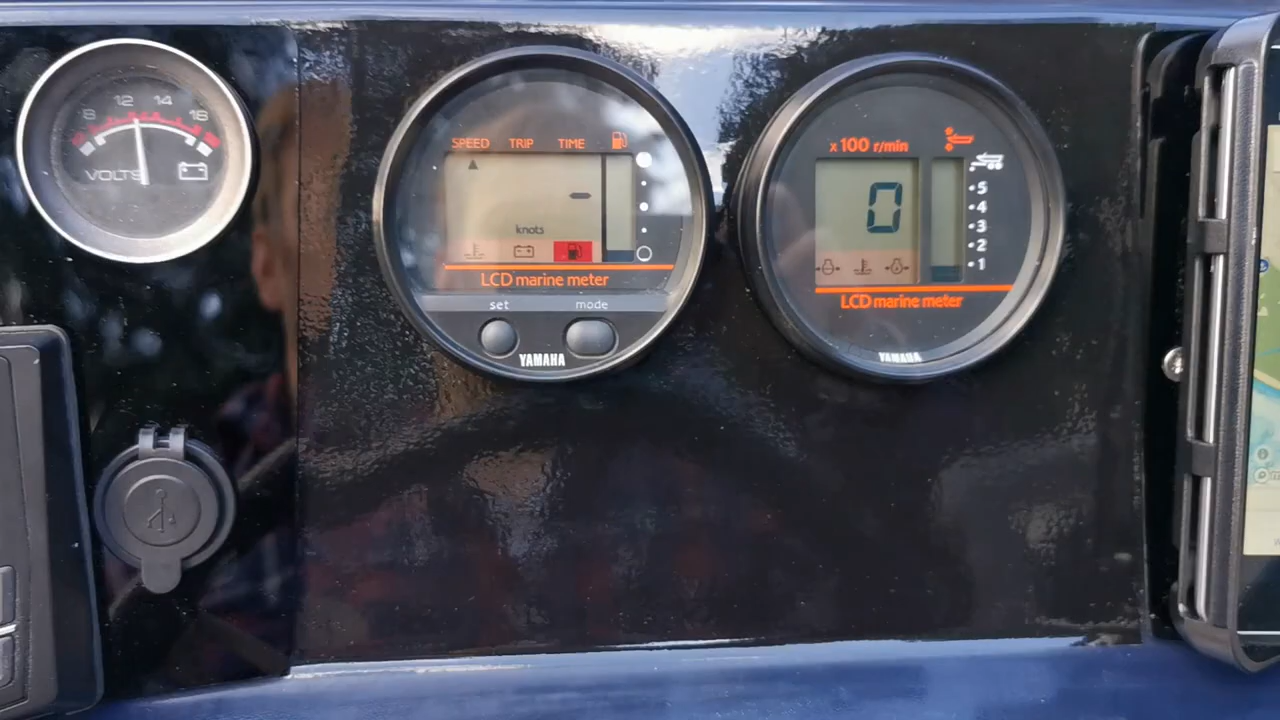 8 12 14 18
VOLTS
SPEED TRIP TIME
-
knots
LCD marine meter
set mode
YAMAHA
x 100 r/min
0
5
4
3
2
1
LCD marine meter
YAMAHA